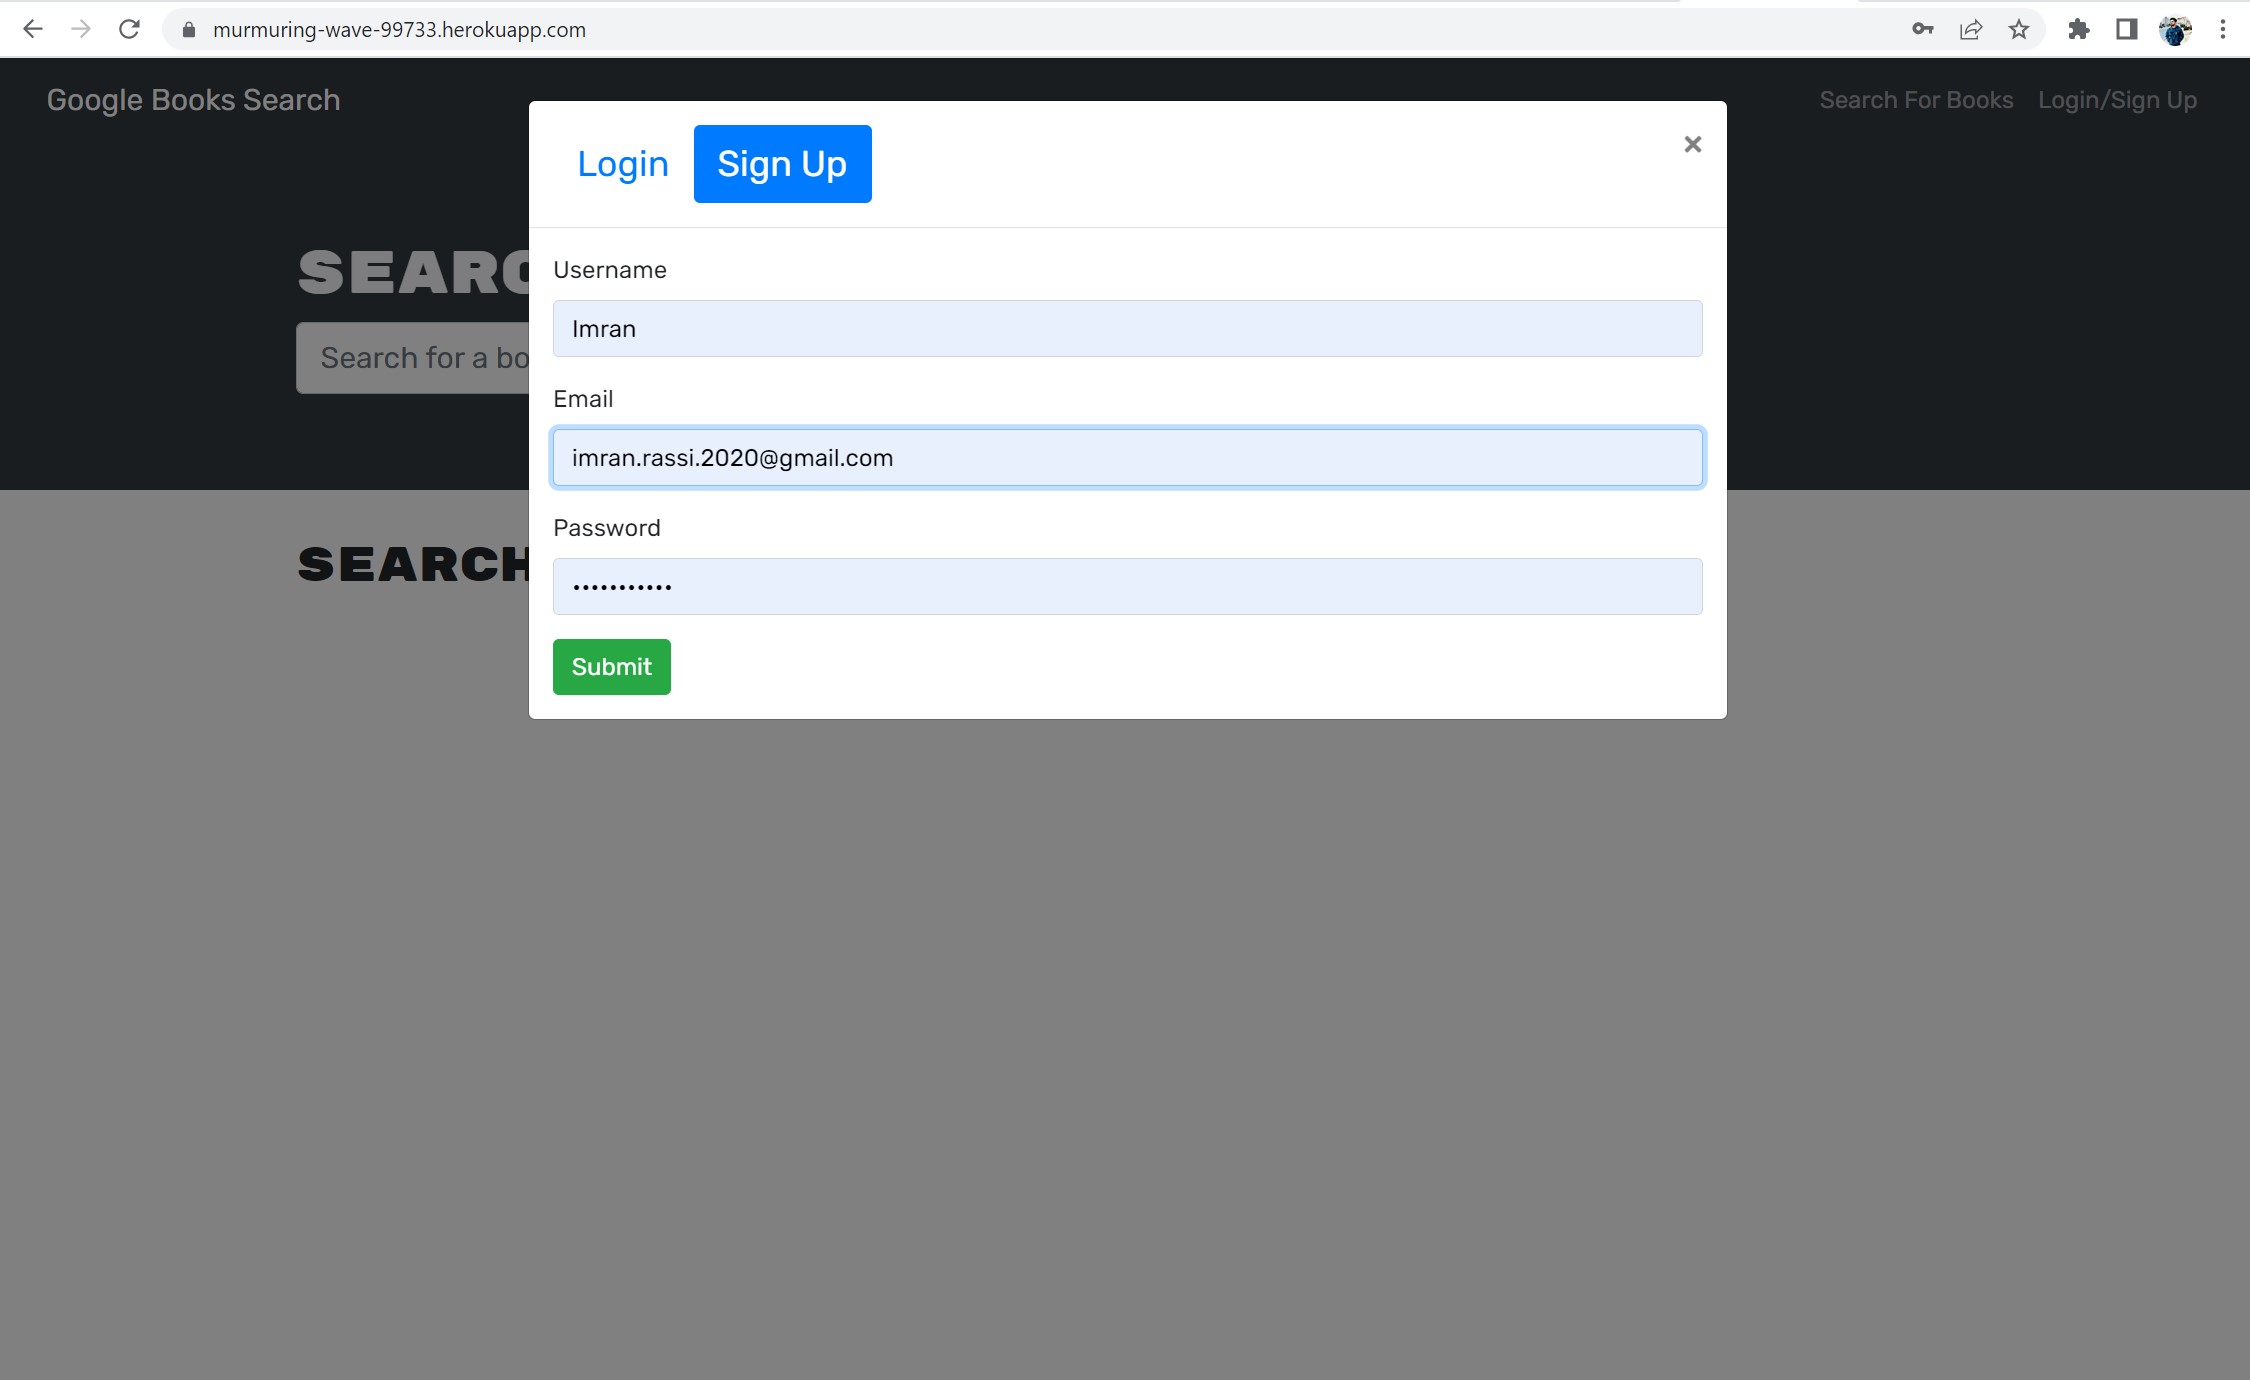 murmuring-wave-99733.herokuapp.com
Google Books Search
Search For Books
Login/Sign Up
Login
Sign Up
×
SEARC
Search for a bo
SEARCH
Username
Imran
Email
imran.rassi.2020@gmail.com
Password
•••••••••••
Submit